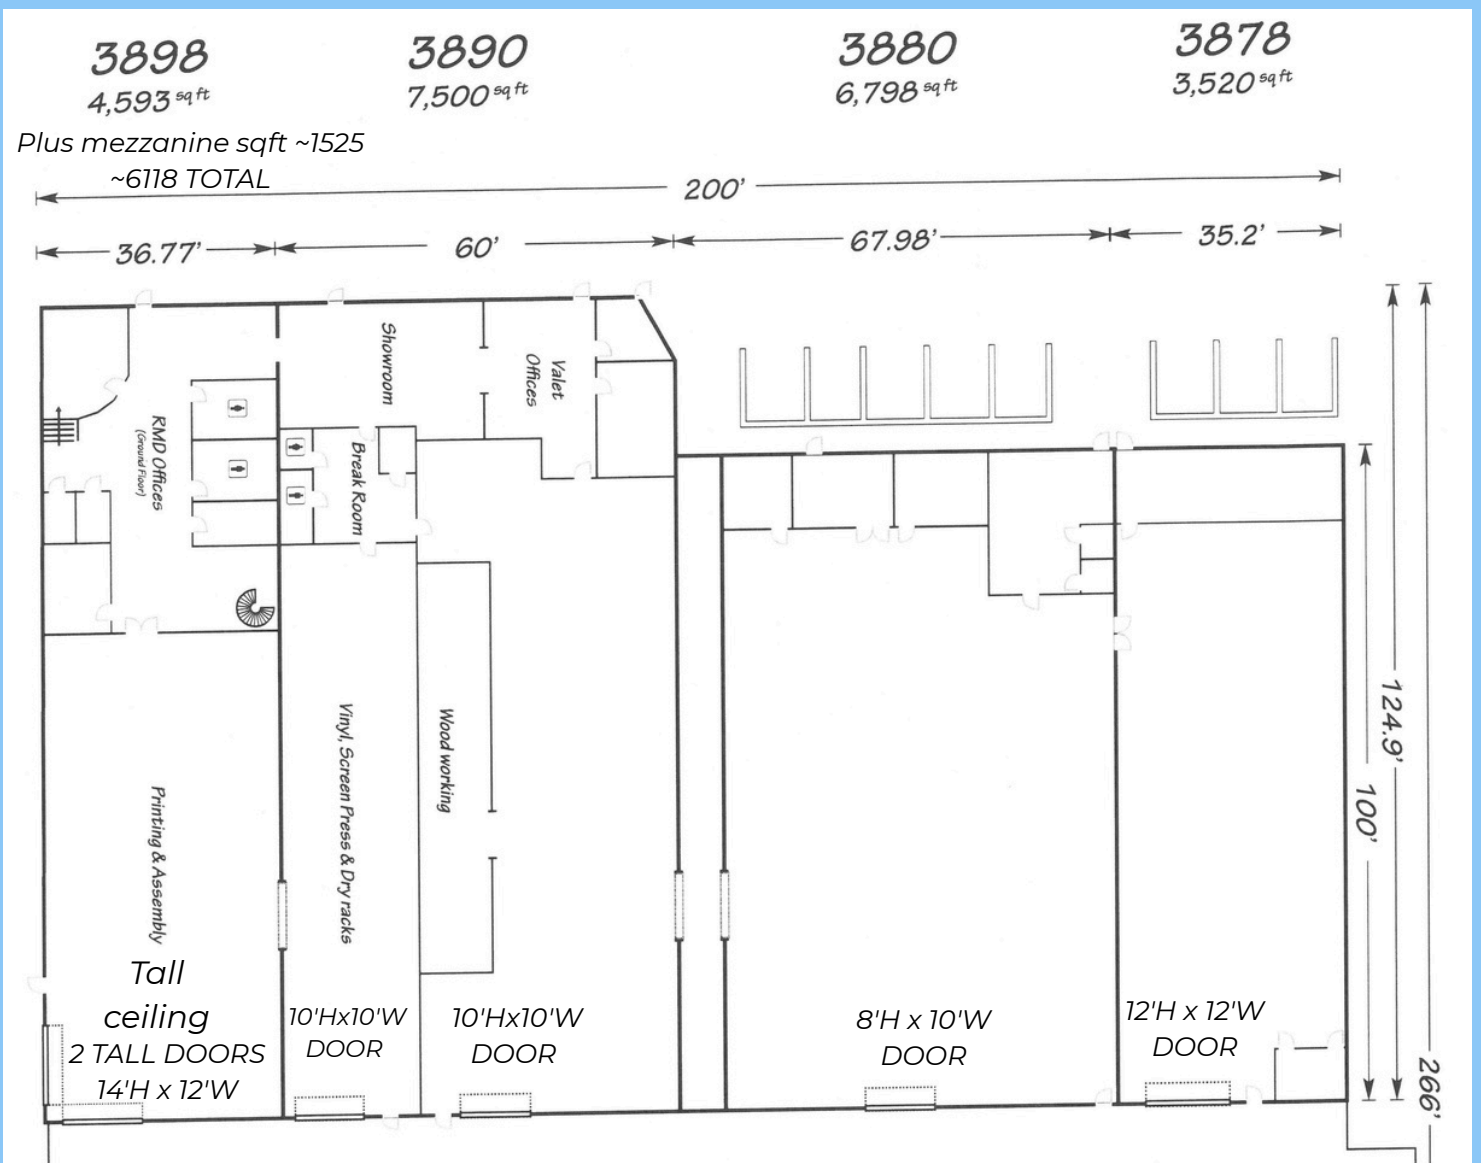 3898
4,593 sq ft
3890
7,500 sq ft
3880
6,798 sq ft
3878
3,520 sq ft
Plus mezzanine sqft ~1525
~6118 TOTAL
200'
36.77'
60'
67.98'
35.2'
Showroom
Valet
Offices
RMD Offices
(Ground Floor)
Break Room
124.9'
100'
266'
Vinyl, Screen Press & Dry racks
Wood working
Printing & Assembly
Tall
ceiling
2 TALL DOORS
14'H x 12'W
10'Hx10'W
DOOR
10'Hx10'W
DOOR
8'H x 10'W
DOOR
12'H x 12'W
DOOR